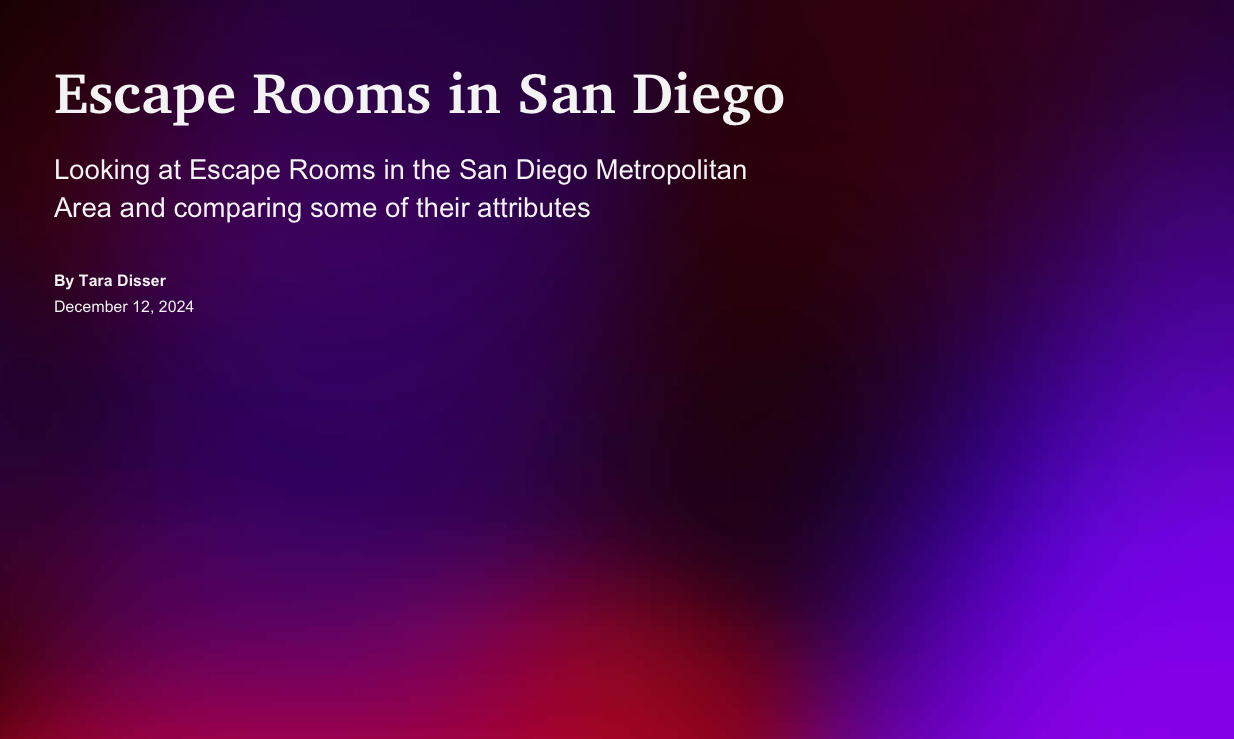 Escape Rooms in San Diego
Looking at Escape Rooms in the San Diego Metropolitan
Area and comparing some of their attributes
By Tara Disser
December 12, 2024